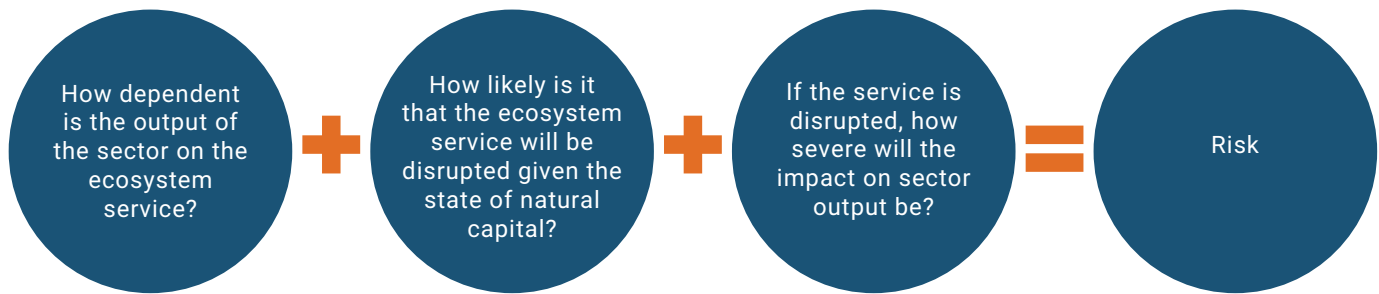 How dependent
is the output of
the sector on the
ecosystem
service?
How likely is it
that the ecosystem
service will be
disrupted given the
state of natural
capital?
If the service is
disrupted, how
severe will the
impact on sector
output be?
Risk